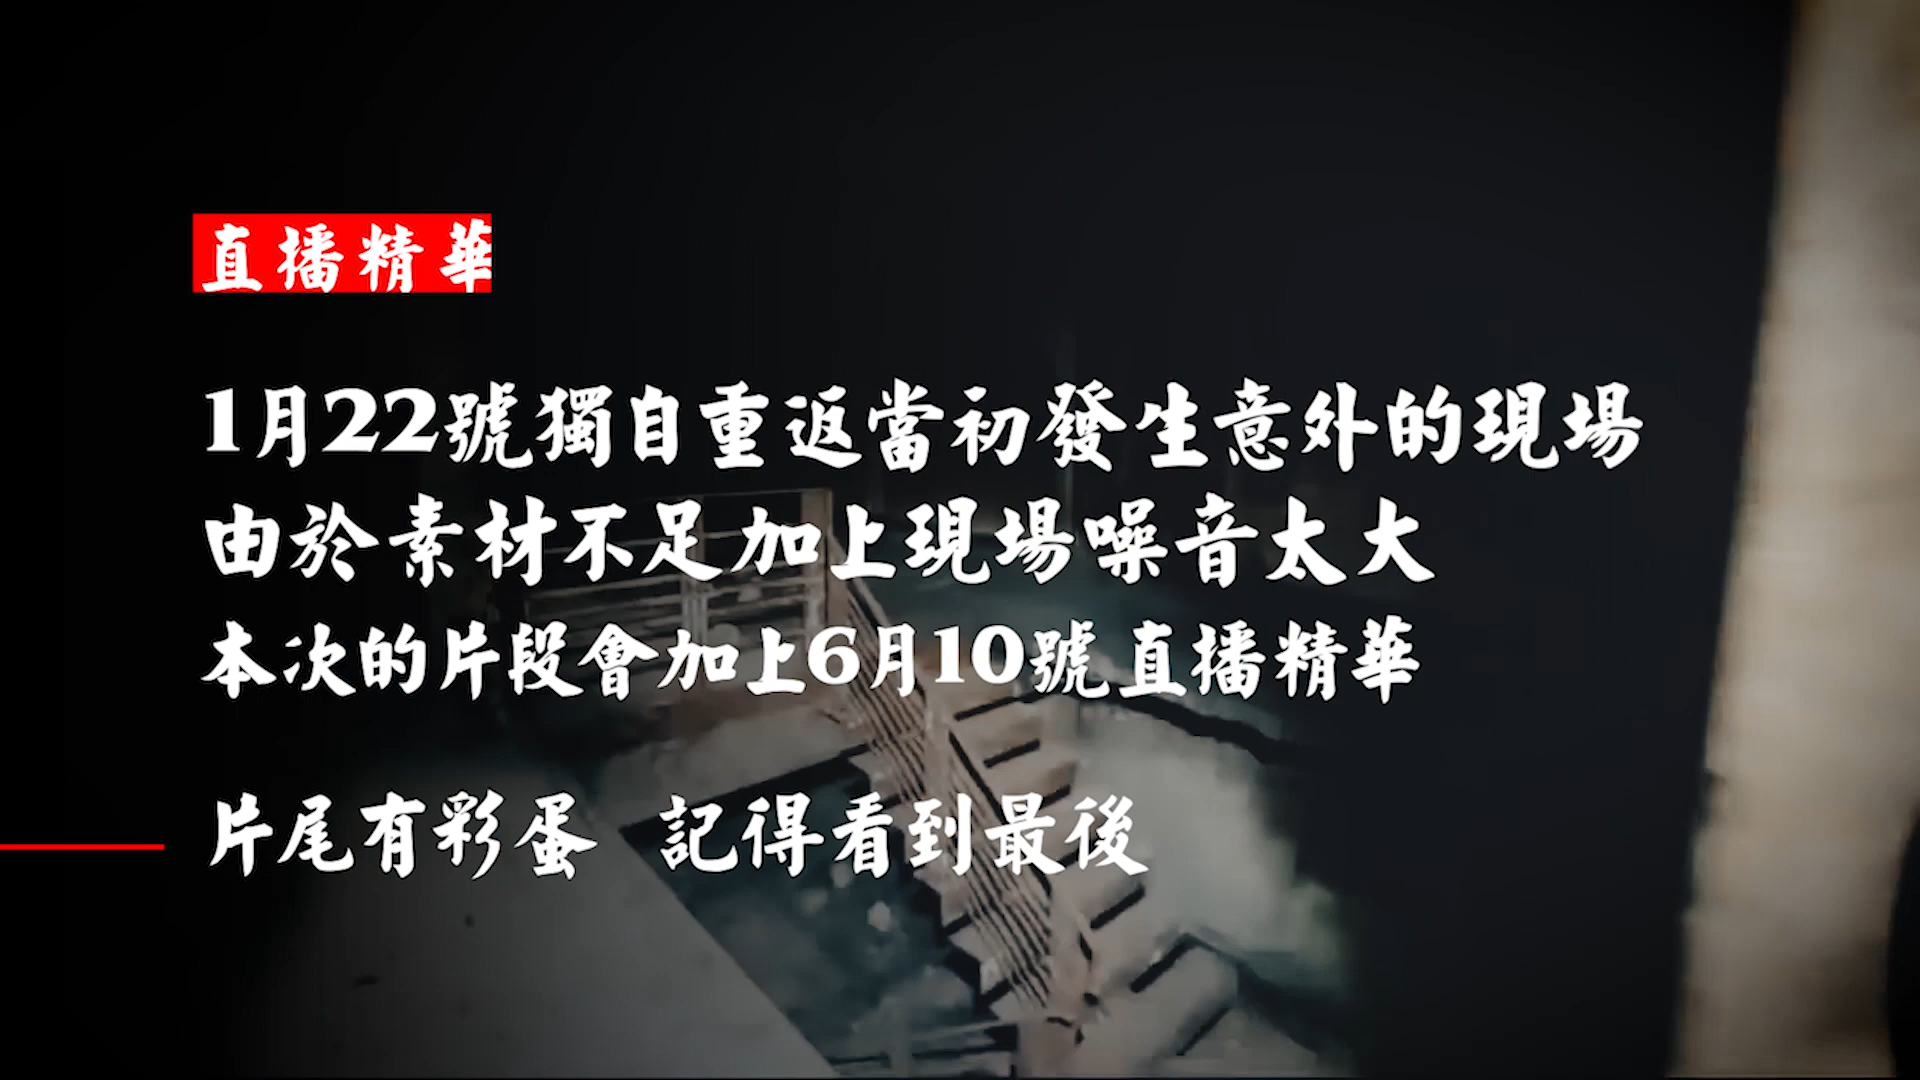 直播精華
1月22號獨自重返當初發生意外的現場
由於素材不足加上現場噪音太大
本次的片段會加上6月10號直播精華
片尾有彩蛋 記得看到最後